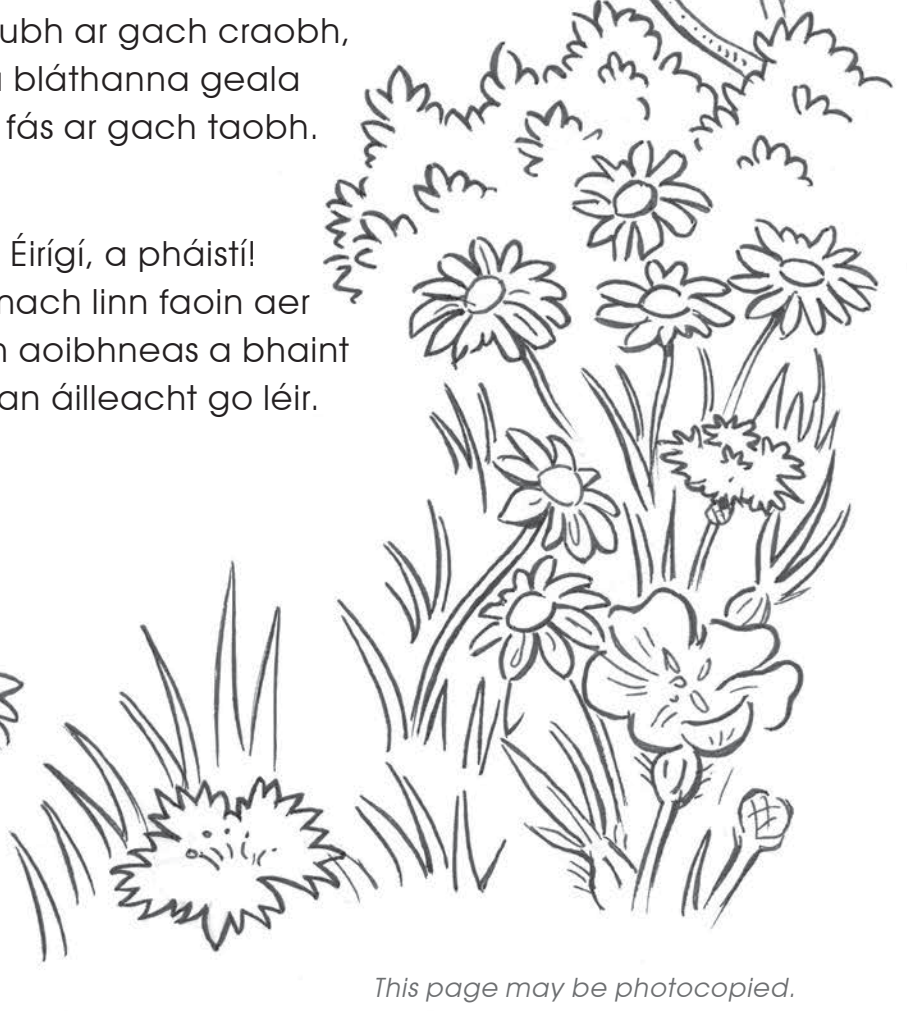 ubh ar gach craobh,
bláthanna geala
fás ar gach taobh.
Éirígí, a pháistí!
nach linn faoin aer
aoibhneas a bhaint
an áilleacht go léir.
This page may be photocopied.